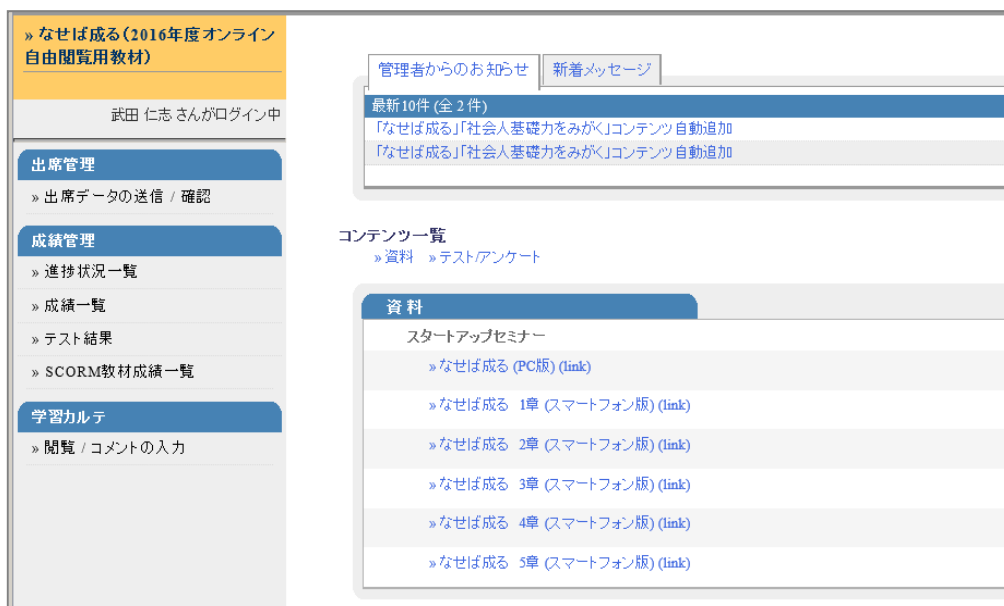 » なせば成る(2016年度オンライン
自由閲覧用教材)
武田 仁志 さんがログイン中
出席管理
» 出席データの送信 / 確認
成績管理
» 進捗状況一覧
» 成績一覧
» テスト結果
» SCORM教材成績一覧
学習カルテ
» 閲覧 / コメントの入力
管理者からのお知らせ 新着メッセージ
最新10件 (全 2 件)
「なせば成る」「社会人基礎力をみがく」コンテンツ自動追加
「なせば成る」「社会人基礎力をみがく」コンテンツ自動追加
コンテンツ一覧
» 資料 » テスト/アンケート
資料
スタートアップセミナー
» なせば成る (PC版) (link)
» なせば成る 1章 (スマートフォン版) (link)
» なせば成る 2章 (スマートフォン版) (link)
» なせば成る 3章 (スマートフォン版) (link)
» なせば成る 4章 (スマートフォン版) (link)
» なせば成る 5章 (スマートフォン版) (link)